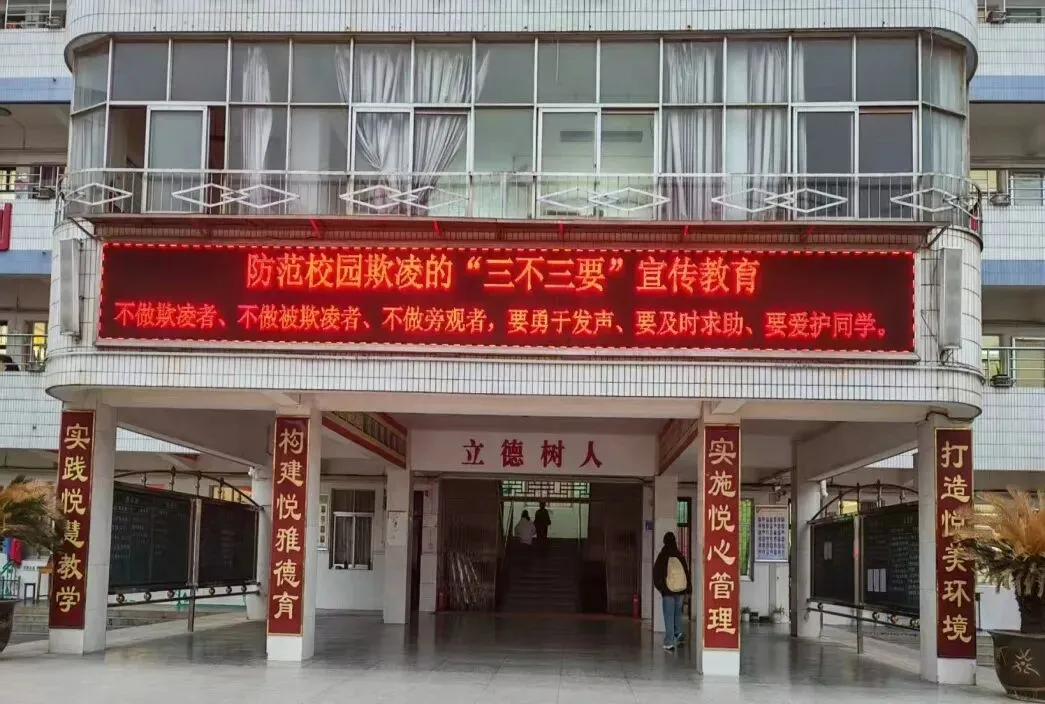 防范校园欺凌的“三不三要”宣传教育
不做欺凌者、不做被欺凌者、不做旁观者，要勇于发声、要及时求助、要爱护同学。
立德树人
实践悦慧教学
构建悦雅德育
实施悦心管理
打造悦美环境